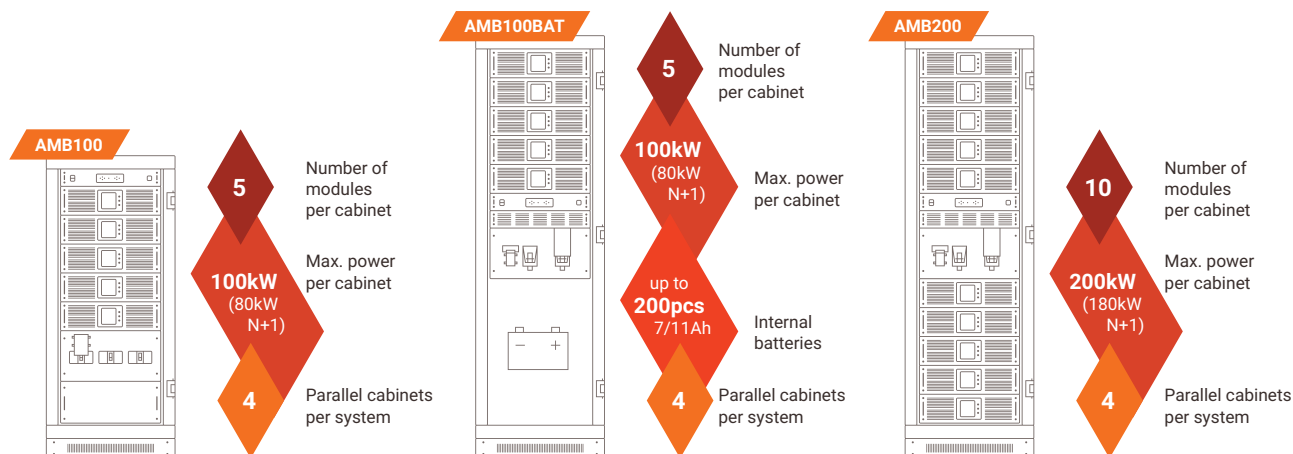 AMB100
5
Number of
modules
per cabinet
100kW
(80kW
N+1)
Max. power
per cabinet
4
Parallel cabinets
per system
AMB100BAT
5
Number of
modules
per cabinet
100kW
(80kW
N+1)
Max. power
per cabinet
up to
200pcs
7/11Ah
Internal
batteries
4
Parallel cabinets
per system
AMB200
10
Number of
modules
per cabinet
200kW
(180kW
N+1)
Max. power
per cabinet
4
Parallel cabinets
per system